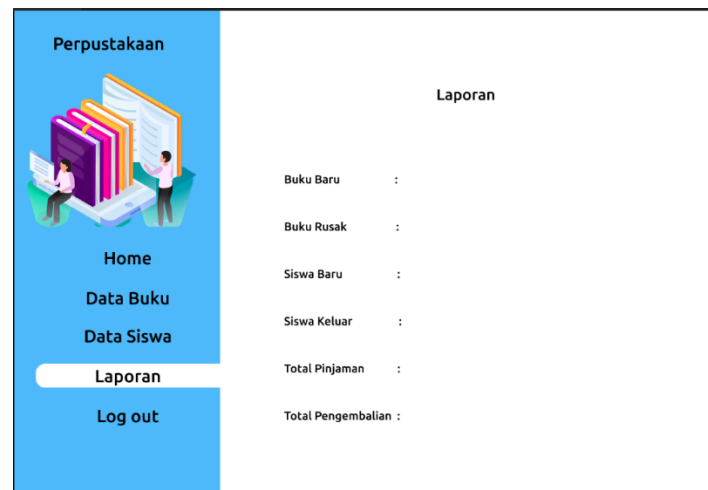 Perpustakaan
Home
Data Buku
Data Siswa
Laporan
Log out
Laporan
Buku Baru :
Buku Rusak :
Siswa Baru :
Siswa Keluar :
Total Pinjaman :
Total Pengembalian :